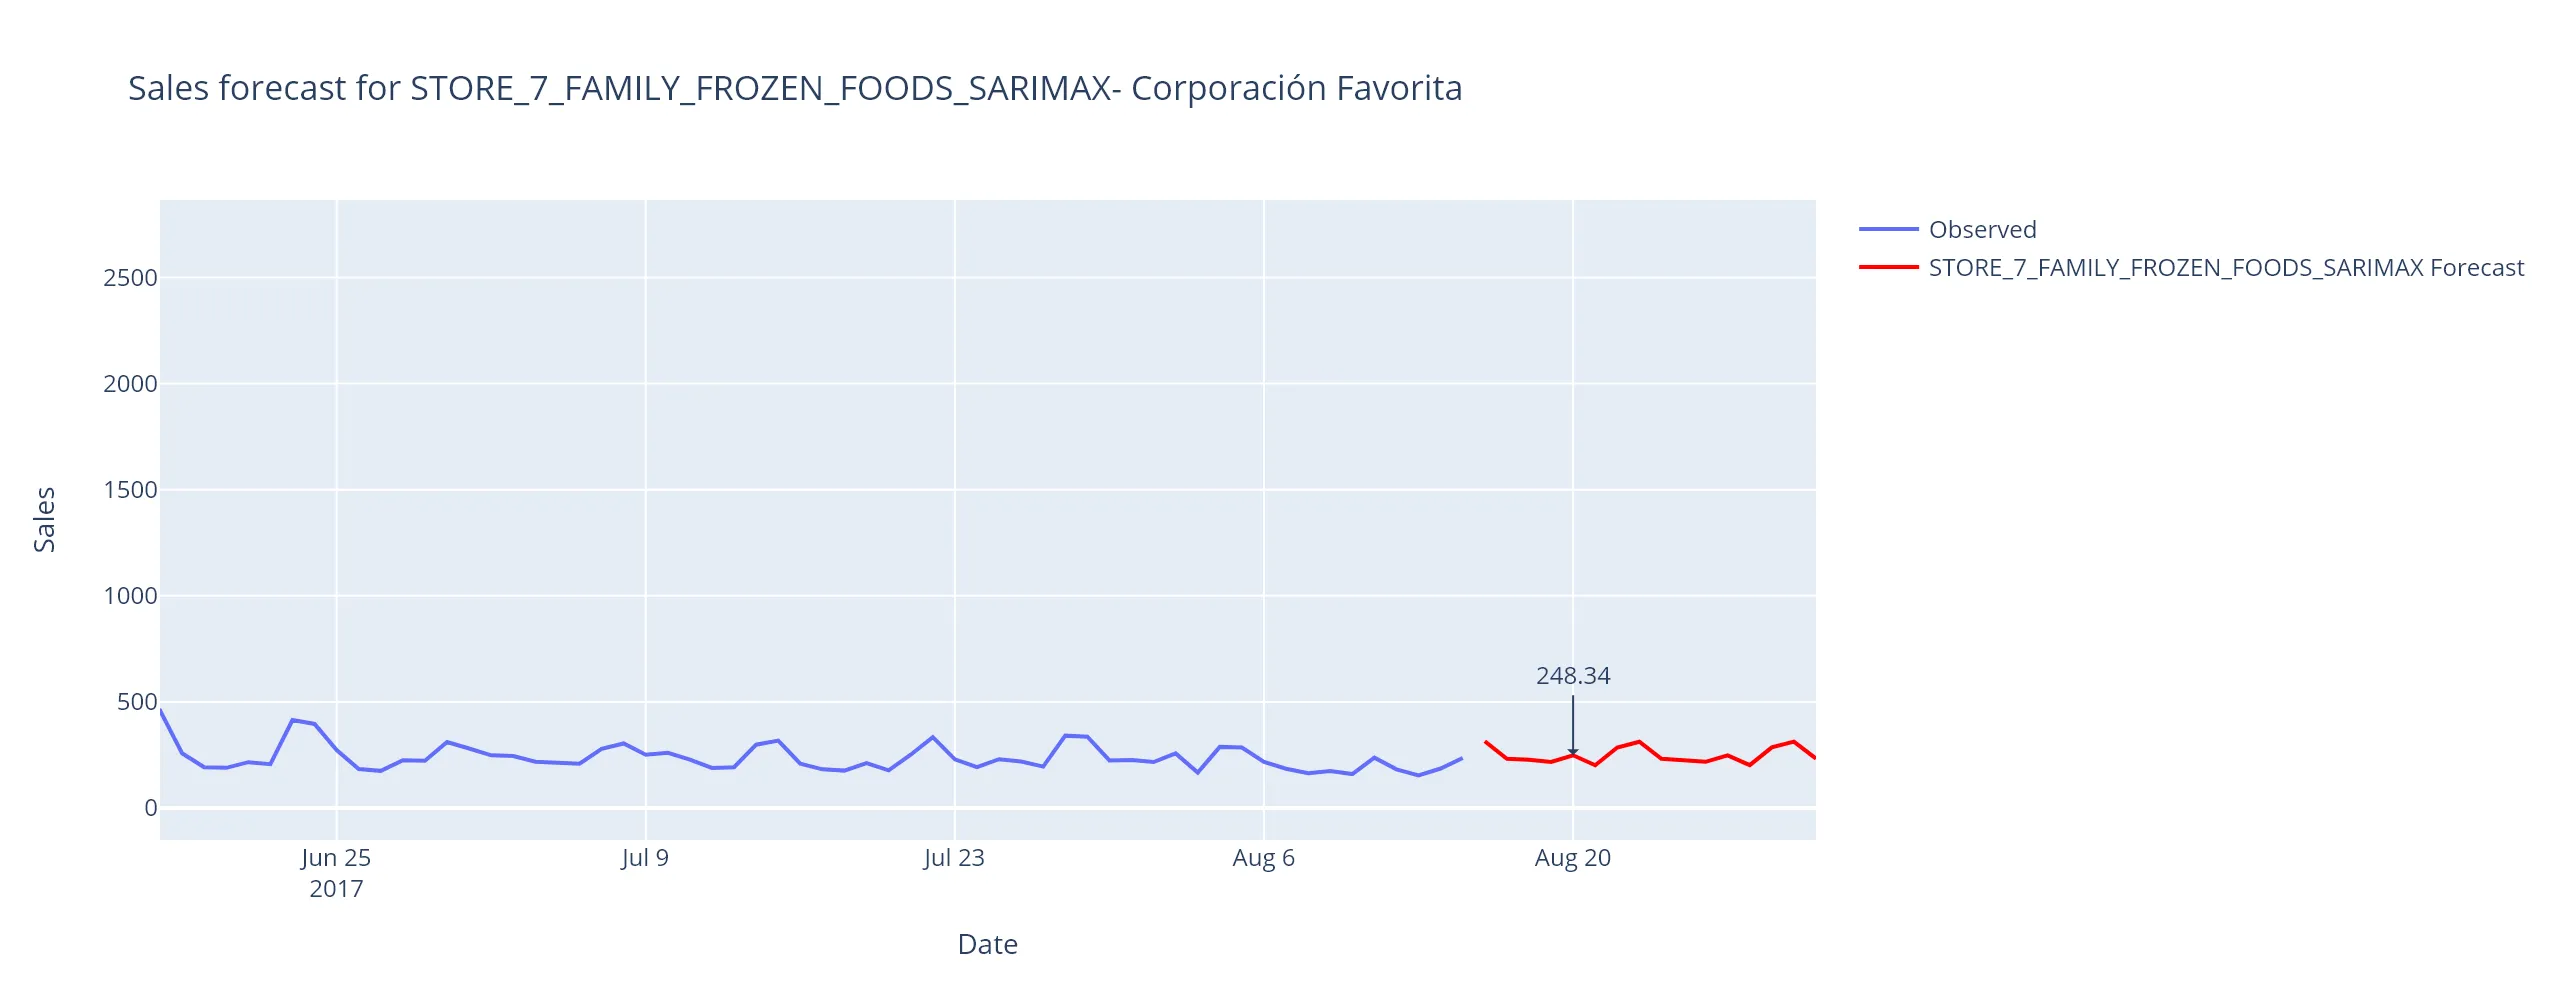 Sales forecast for STORE_7_FAMILY_FROZEN_FOODS_SARIMAX- Corporación Favorita
Observed
STORE_7_FAMILY_FROZEN_FOODS_SARIMAX Forecast
2500
2000
1500
1000
500
0
Sales
248.34
Jun 25
2017
Jul 9
Jul 23
Aug 6
Aug 20
Date